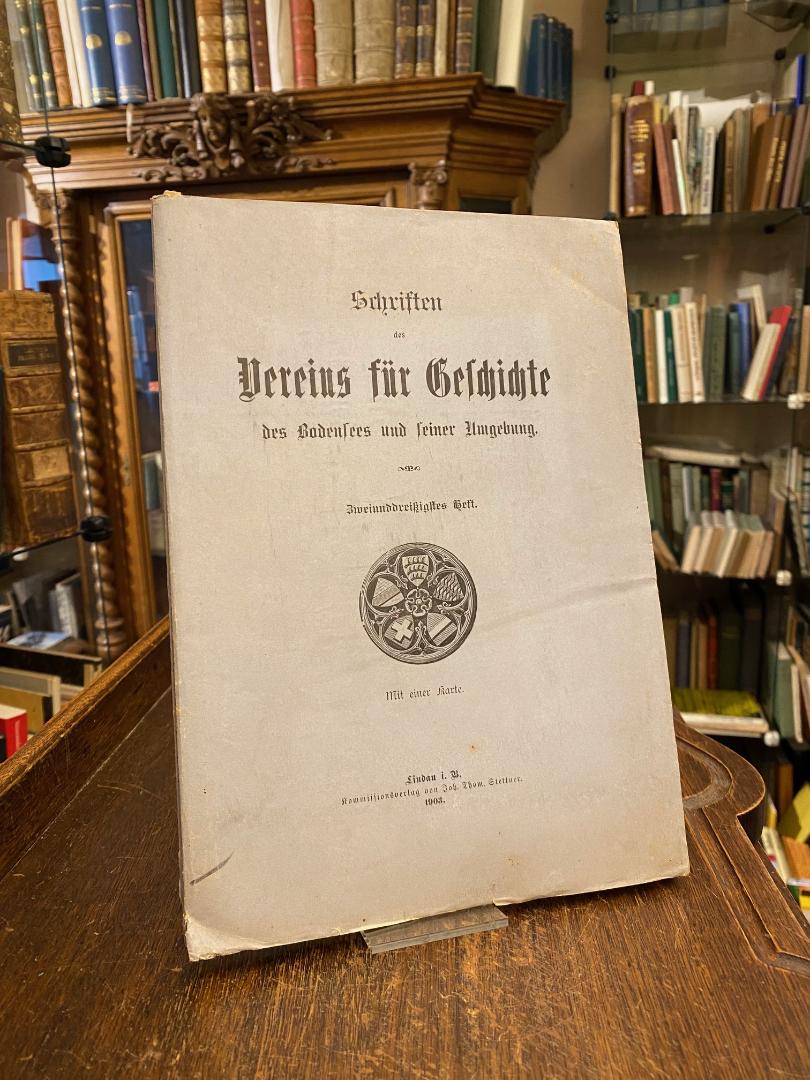 Schriften
des
Vereins für Geschichte
des Bodensees und seiner Umgebung.
Zweiunddreißigstes Heft.
Mit einer Karte.
Lindau i. B.
Kommissionsverlag von Joh. Thom. Stettner.
1903.